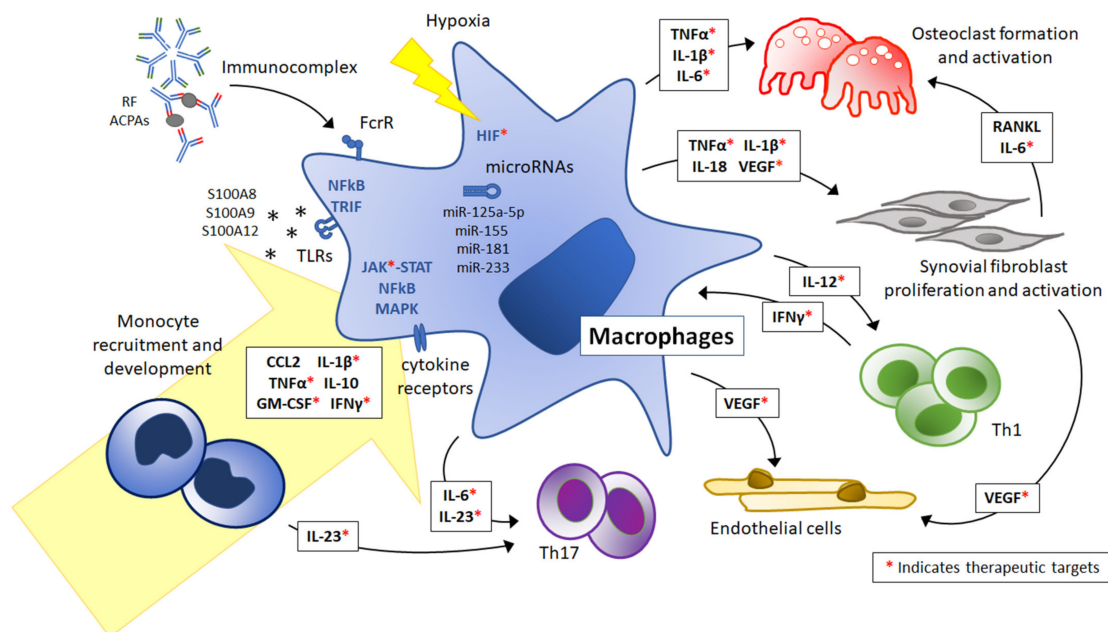 Hypoxia
Immunocomplex
RF
ACPAs
FcrR
HIF*
microRNAs
NFkB
TRIF
miR-125a-5p
miR-155
miR-181
miR-233
S100A8
S100A9
S100A12
TLRs
JAK*-STAT
NFkB
MAPK
Macrophages
cytokine
receptors
Monocyte
recruitment and
development
CCL2 IL-1β*
TNFα* IL-10
GM-CSF* IFNγ*
IL-23*
IL-6*
IL-23*
Th17
TNFα*
IL-1β*
IL-6*
Osteoclast formation
and activation
RANKL
IL-6*
TNFα* IL-1β*
IL-18 VEGF*
Synovial fibroblast
proliferation and activation
IL-12*
IFNγ*
Th1
VEGF*
Endothelial cells
VEGF*
* Indicates therapeutic targets